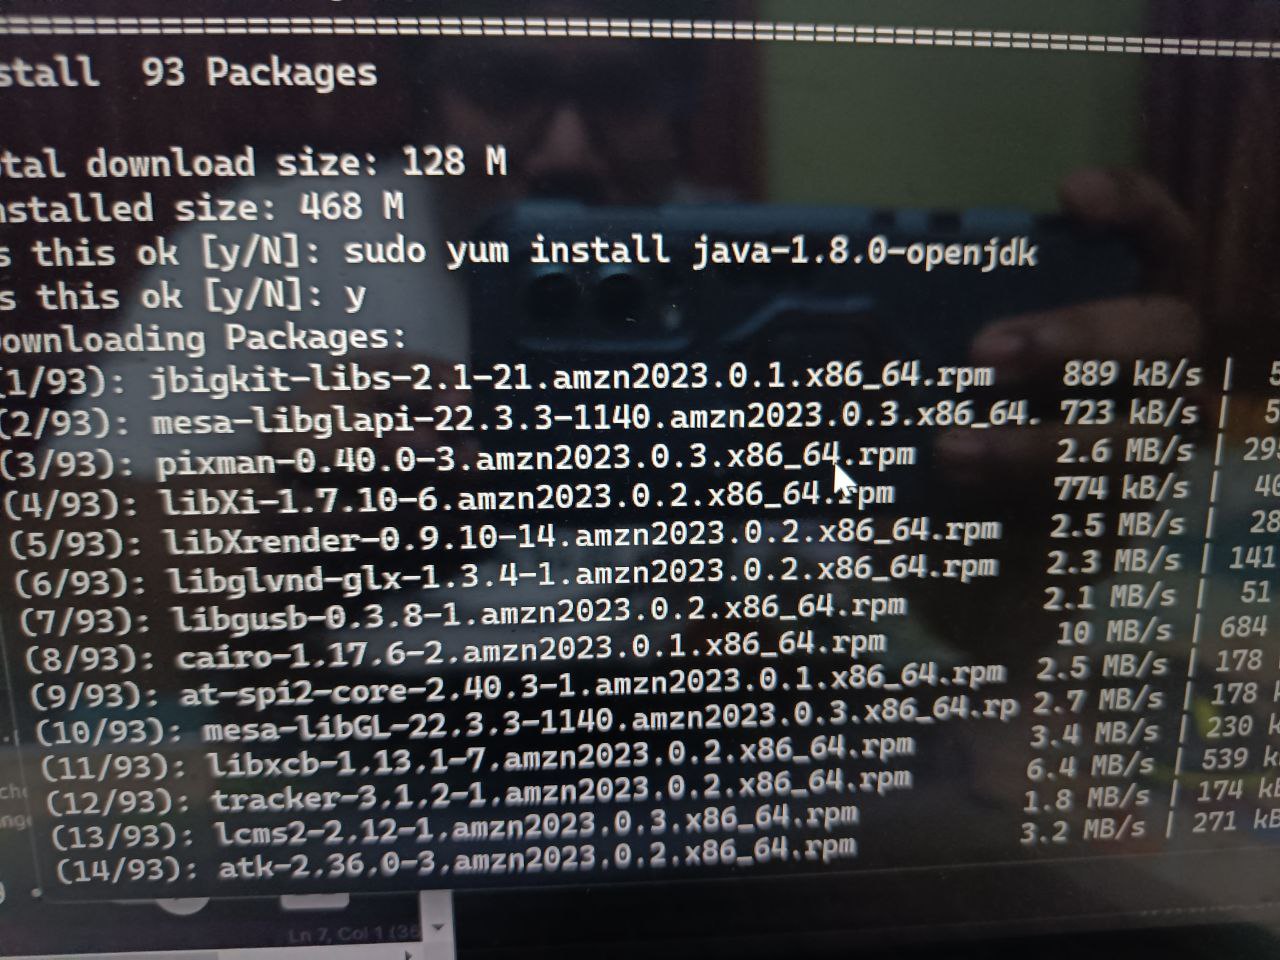 stall 93 Packages
otal download size: 128 M
nstalled size: 468 M
s this ok [y/N]: sudo yum install java-1.8.0-openjdk
s this ok [y/N]: y
ownloading Packages:
(1/93): jbigkit-libs-2.1-21.amzn2023.0.1.x86_64.rpm 889 kB/s | 5
(2/93): mesa-libglapi-22.3.3-1140.amzn2023.0.3.x86_64. 723 kB/s | 5
(3/93): pixman-0.40.0-3.amzn2023.0.3.x86_64.rpm 2.6 MB/s | 295
(4/93): libXi-1.7.10-6.amzn2023.0.2.x86_64.rpm 774 kB/s | 40
(5/93): libXrender-0.9.10-14.amzn2023.0.2.x86_64.rpm 2.5 MB/s | 28
(6/93): libglvnd-glx-1.3.4-1.amzn2023.0.2.x86_64.rpm 2.3 MB/s | 141
(7/93): libgusb-0.3.8-1.amzn2023.0.2.x86_64.rpm 2.1 MB/s | 51
(8/93): cairo-1.17.6-2.amzn2023.0.1.x86_64.rpm 10 MB/s | 684
(9/93): at-spi2-core-2.40.3-1.amzn2023.0.1.x86_64.rpm 2.5 MB/s | 178
(10/93): mesa-libGL-22.3.3-1140.amzn2023.0.3.x86_64.rp 2.7 MB/s | 178 k
(11/93): libxcb-1.13.1-7.amzn2023.0.2.x86_64.rpm 3.4 MB/s | 230 k
(12/93): tracker-3.1.2-1.amzn2023.0.2.x86_64.rpm 6.4 MB/s | 539 k
(13/93): lcms2-2.12-1.amzn2023.0.3.x86_64.rpm 1.8 MB/s | 174 kB
(14/93): atk-2.36.0-3.amzn2023.0.2.x86_64.rpm 3.2 MB/s | 271 kB
Ln 7, Col 1 (36